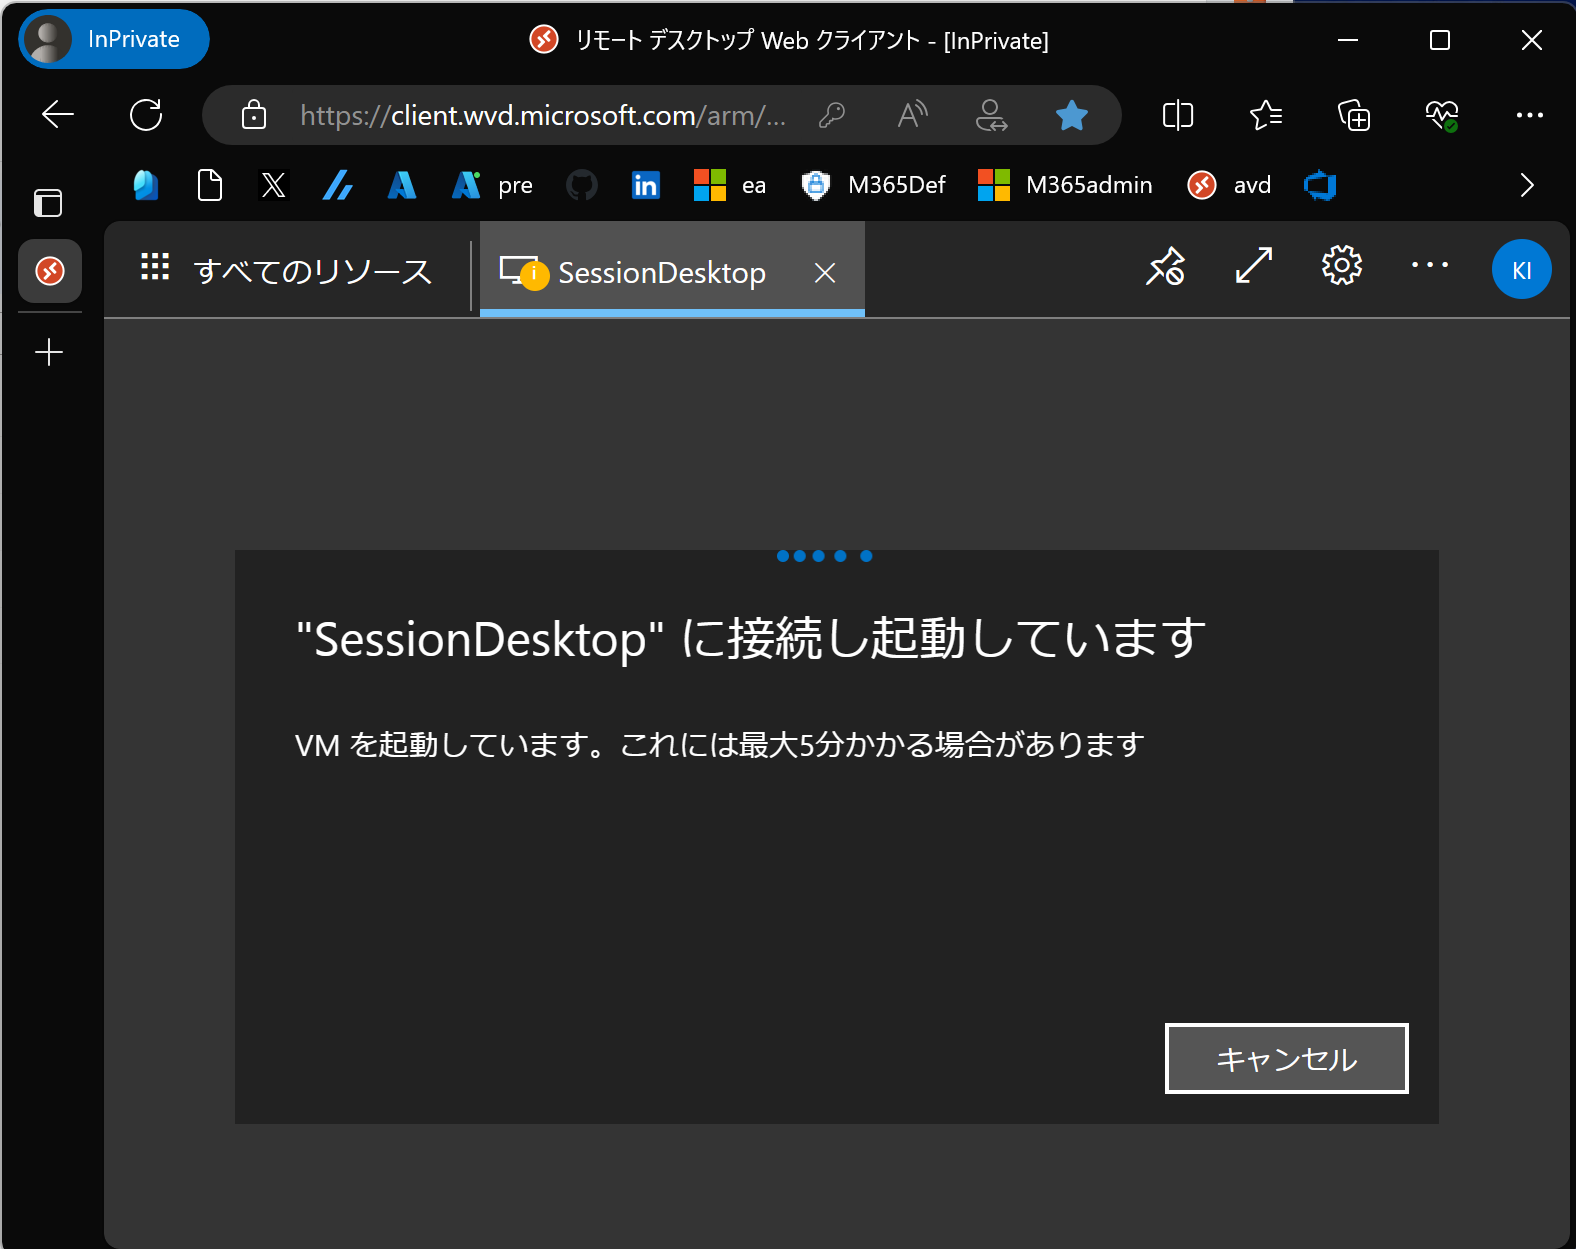 InPrivate
リモート デスクトップ Web クライアント - [InPrivate]
https://client.wvd.microsoft.com/arm/...
pre
ea
M365Def
M365admin
avd
すべてのリソース
SessionDesktop
KI
"SessionDesktop" に接続し起動しています
VM を起動しています。これには最大5分かかる場合があります
キャンセル